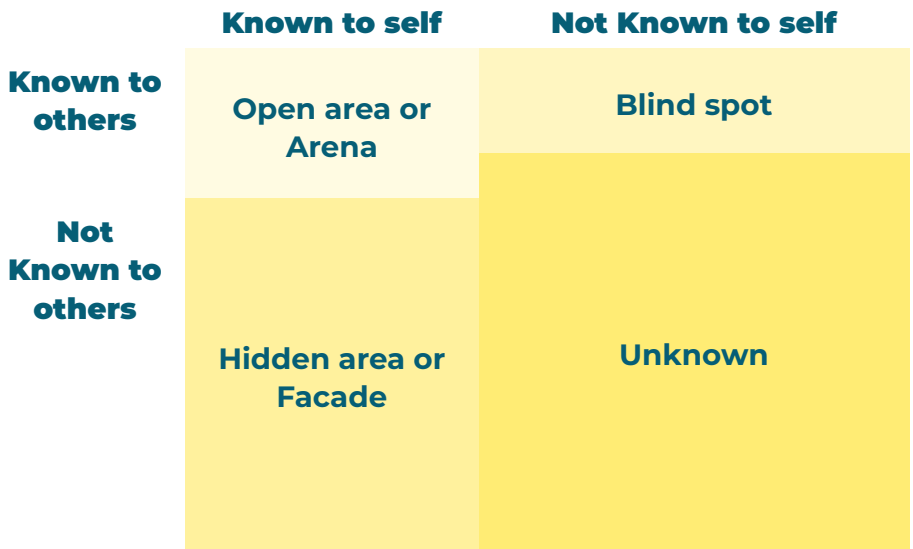 Known to self
Not Known to self
Known to
others
Open area or
Arena
Blind spot
Not
Known to
others
Hidden area or
Facade
Unknown